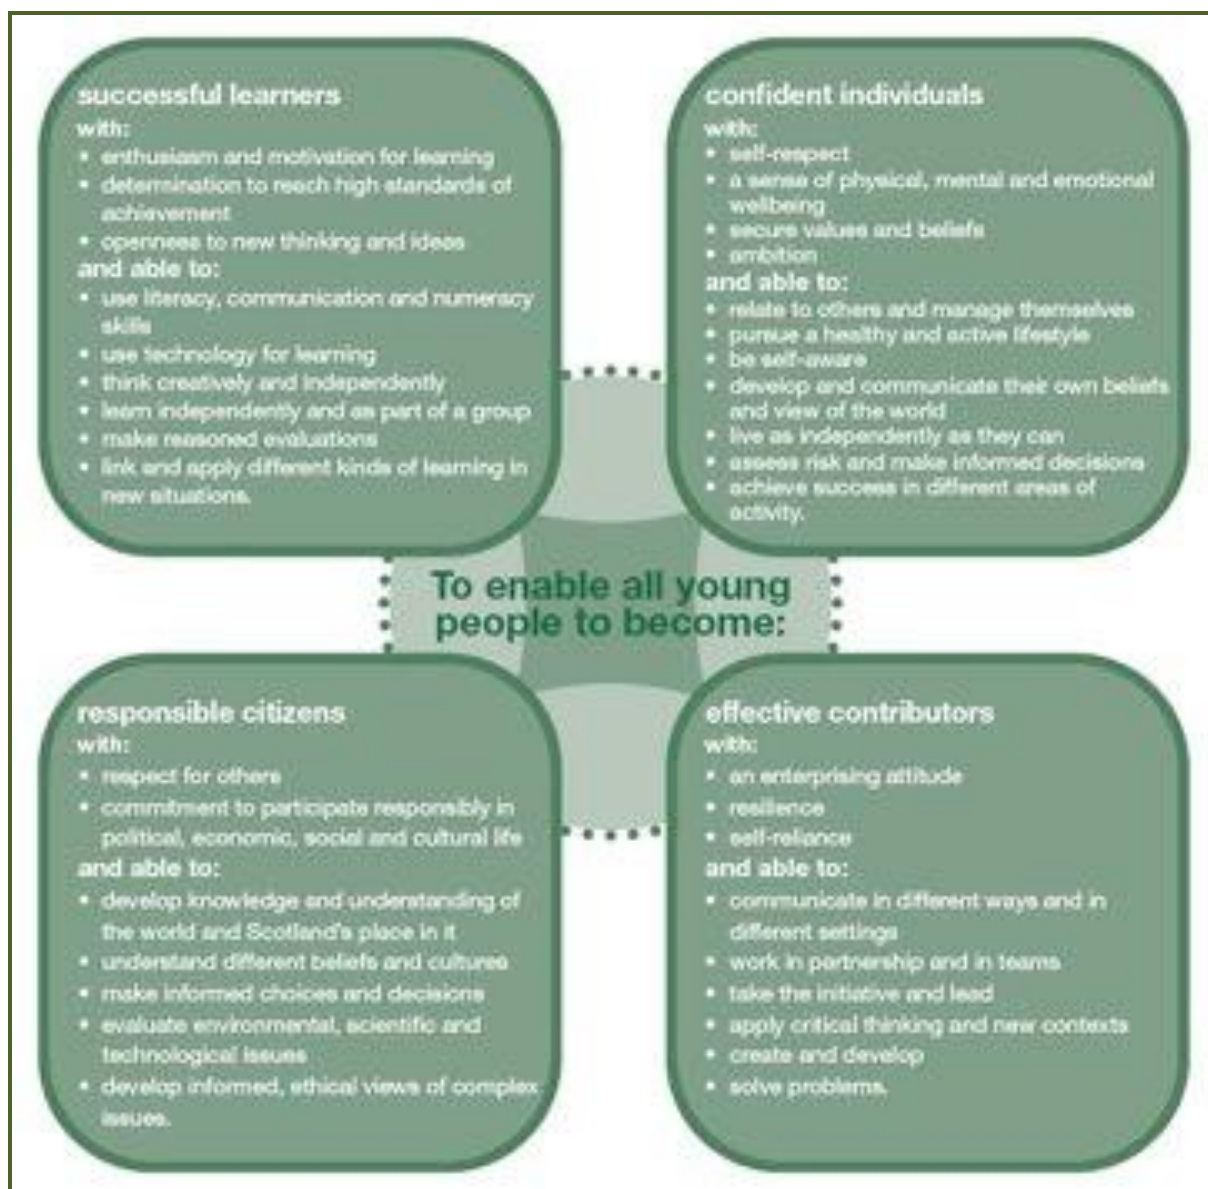 successful learners
with:
• enthusiasm and motivation for learning
• determination to reach high standards of
achievement
• openness to new thinking and ideas
and able to:
• use literacy, communication and numeracy
skills
• use technology for learning
• think creatively and independently
• learn independently and as part of a group
• make reasoned evaluations
• link and apply different kinds of learning in
new situations.
confident individuals
with:
• self-respect
• a sense of physical, mental and emotional
wellbeing
• secure values and beliefs
• ambition
and able to:
• relate to others and manage themselves
• pursue a healthy and active lifestyle
• be self-aware
• develop and communicate their own beliefs
and view of the world
• live as independently as they can
• assess risk and make informed decisions
• achieve success in different areas of
activity.
To enable all young
people to become:
responsible citizens
with:
• respect for others
• commitment to participate responsibly in
political, economic, social and cultural life
and able to:
• develop knowledge and understanding of
the world and Scotland's place in it
• understand different beliefs and cultures
• make informed choices and decisions
• evaluate environmental, scientific and
technological issues
• develop informed, ethical views of complex
issues.
effective contributors
with:
• an enterprising attitude
• resilience
• self-reliance
and able to:
• communicate in different ways and in
different settings
• work in partnership and in teams
• take the initiative and lead
• apply critical thinking and new contexts
• create and develop
• solve problems.